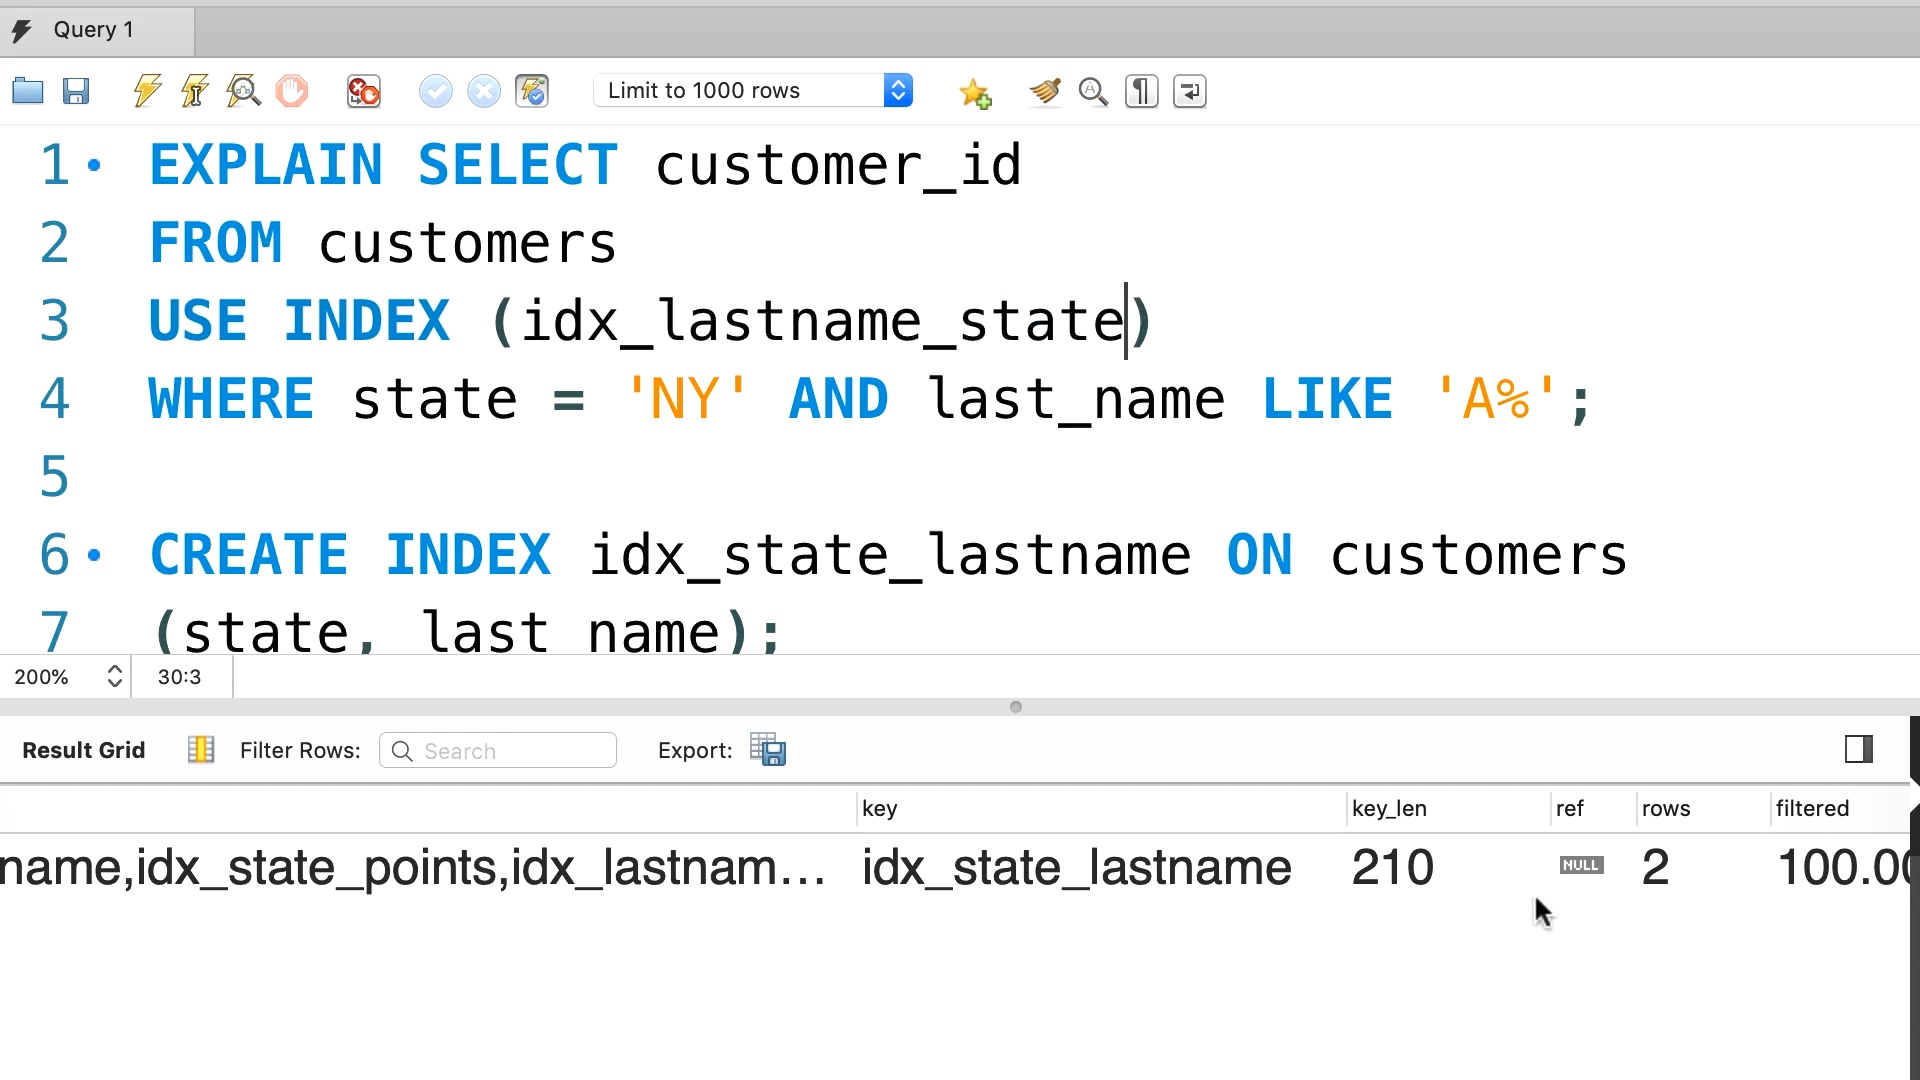 Query 1
Limit to 1000 rows
1 EXPLAIN SELECT customer_id
2 FROM customers
3 USE INDEX (idx_lastname_state)
4 WHERE state = 'NY' AND last_name LIKE 'A%';
5
6 CREATE INDEX idx_state_lastname ON customers
7 (state, last_name);
200% 30:3
Result Grid Filter Rows: Search Export:
key key_len ref rows filtered
name,idx_state_points,idx_lastnam... idx_state_lastname 210 NULL 2 100.00